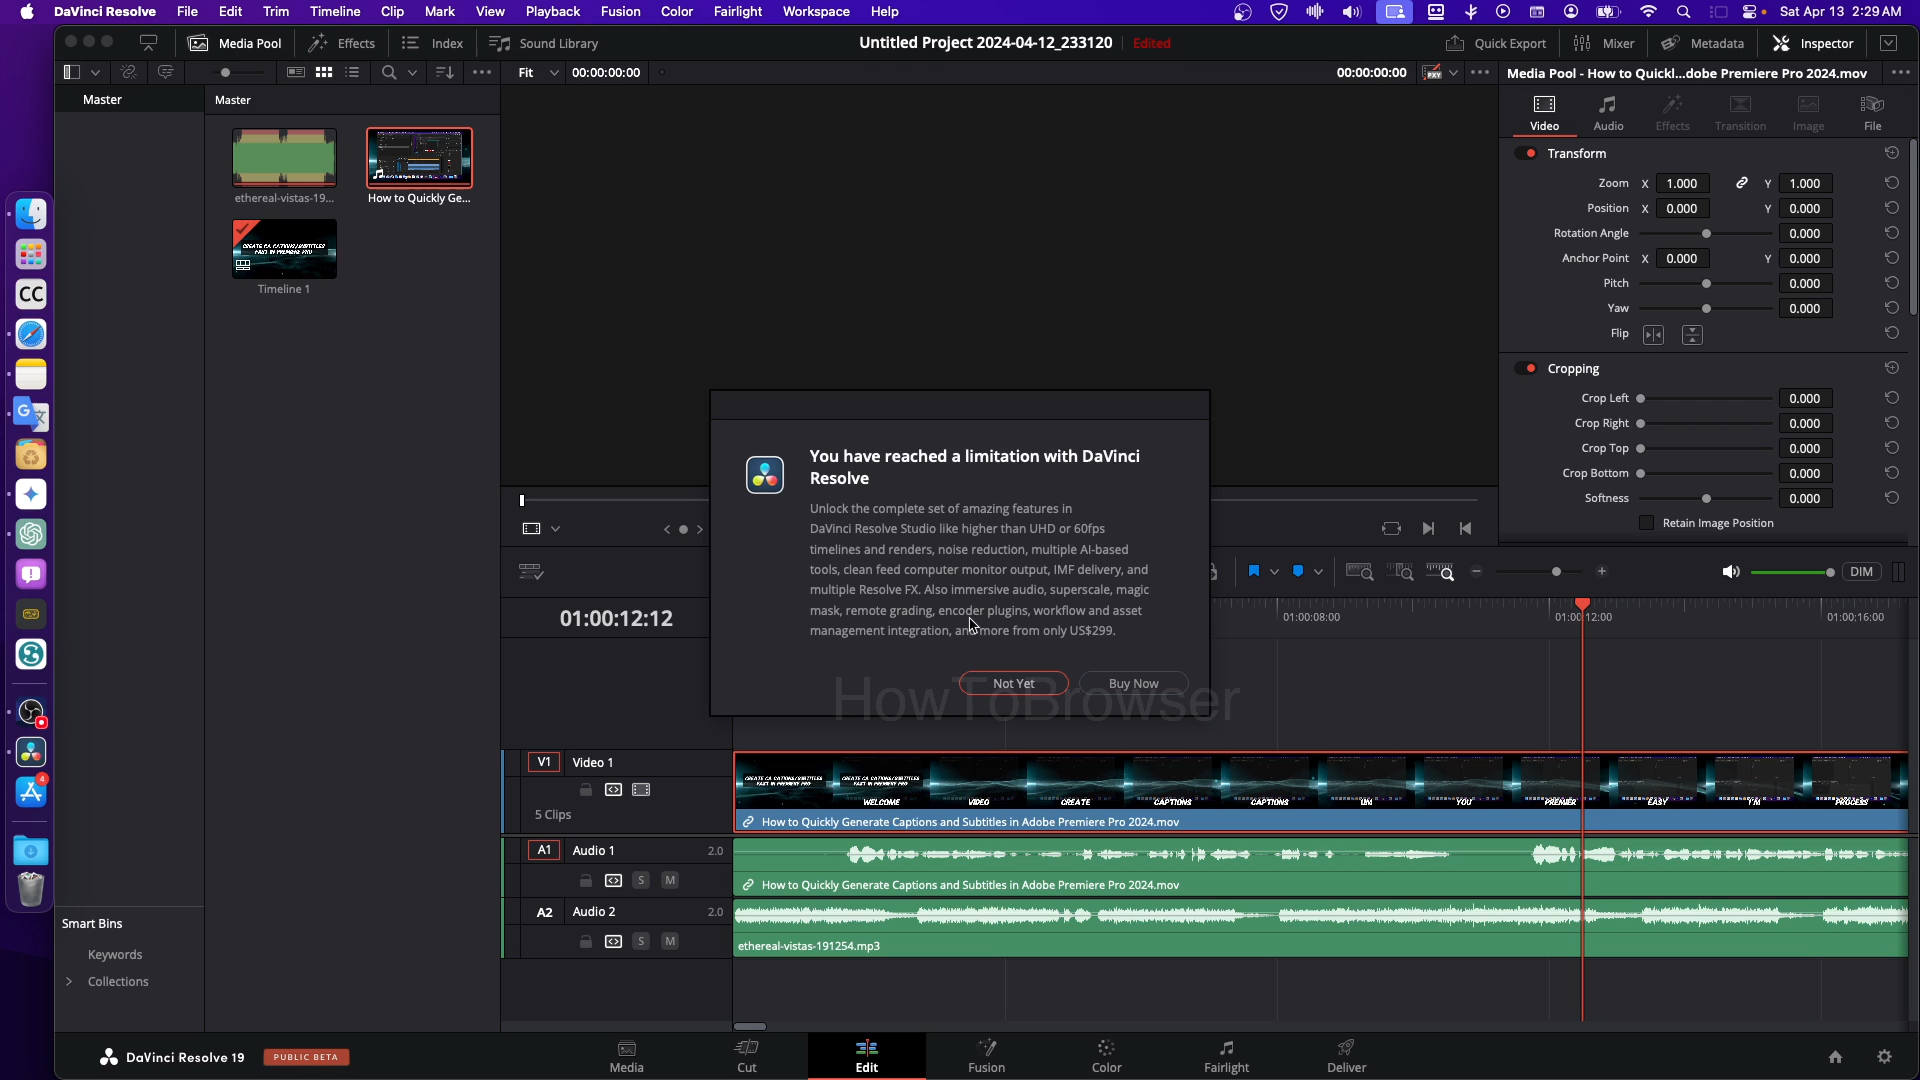 DaVinci Resolve File Edit Trim Timeline Clip Mark View Playback Fusion Color Fairlight Workspace Help Sat Apr 13 2:29 AM
Media Pool Effects Index Sound Library Untitled Project 2024-04-12_233120 Edited Quick Export Mixer Metadata Inspector
Fit 00:00:00:00 00:00:00:00 Media Pool - How to Quickl...dobe Premiere Pro 2024.mov
Master
Master
ethereal-vistas-19...
How to Quickly Ge...
Timeline 1
Video Audio Effects Transition Image File
Transform
Zoom X 1.000 Y 1.000
Position X 0.000 Y 0.000
Rotation Angle 0.000
Anchor Point X 0.000 Y 0.000
Pitch 0.000
Yaw 0.000
Flip
Cropping
Crop Left 0.000
Crop Right 0.000
Crop Top 0.000
Crop Bottom 0.000
Softness 0.000
Retain Image Position
You have reached a limitation with DaVinci
Resolve
Unlock the complete set of amazing features in
DaVinci Resolve Studio like higher than UHD or 60fps
timelines and renders, noise reduction, multiple AI-based
tools, clean feed computer monitor output, IMF delivery, and
multiple Resolve FX. Also immersive audio, superscale, magic
mask, remote grading, encoder plugins, workflow and asset
management integration, and more from only US$299.
Not Yet Buy Now
HowToBrowser
DIM
01:00:12:12
01:00:08:00 01:00:12:00 01:00:16:00
V1 Video 1
5 Clips
WELCOME VIDEO CREATE CAPTIONS CAPTIONS UM YOU PREMIER EASY I'M PROCESS
How to Quickly Generate Captions and Subtitles in Adobe Premiere Pro 2024.mov
A1 Audio 1 2.0
S M
How to Quickly Generate Captions and Subtitles in Adobe Premiere Pro 2024.mov
A2 Audio 2 2.0
S M
ethereal-vistas-191254.mp3
Smart Bins
Keywords
Collections
DaVinci Resolve 19 PUBLIC BETA
Media Cut Edit Fusion Color Fairlight Deliver
CC
4